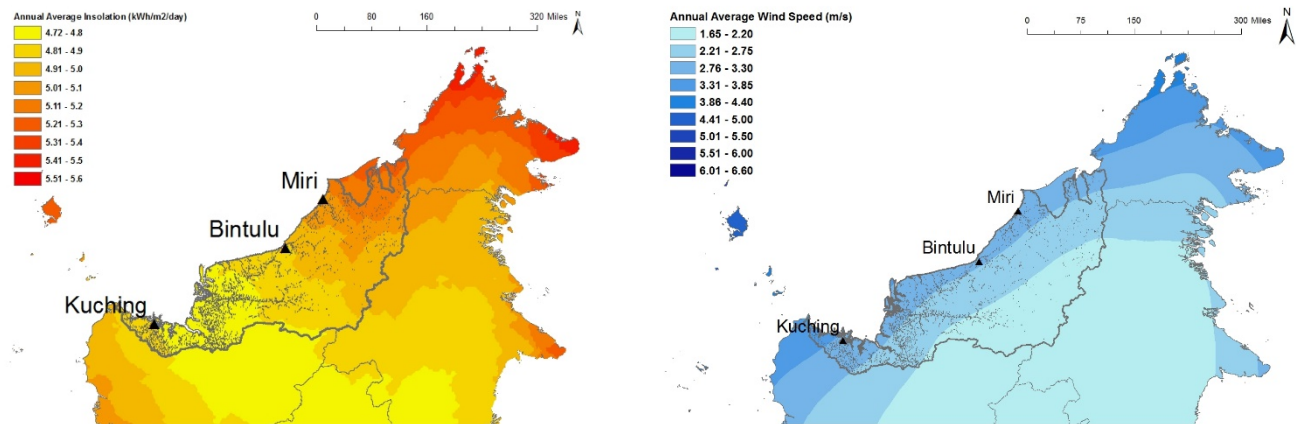 Annual Average Insolation (kWh/m2/day)
4.72 - 4.8
4.81 - 4.9
4.91 - 5.0
5.01 - 5.1
5.11 - 5.2
5.21 - 5.3
5.31 - 5.4
5.41 - 5.5
5.51 - 5.6
0 40 80 320 Miles
N
Miri
Bintulu
Kuching
Annual Average Wind Speed (m/s)
1.65 - 2.20
2.21 - 2.75
2.76 - 3.30
3.31 - 3.85
3.86 - 4.40
4.41 - 5.00
5.01 - 5.50
5.51 - 6.00
6.01 - 6.60
0 75 150 300 Miles
N
Miri
Bintulu
Kuching